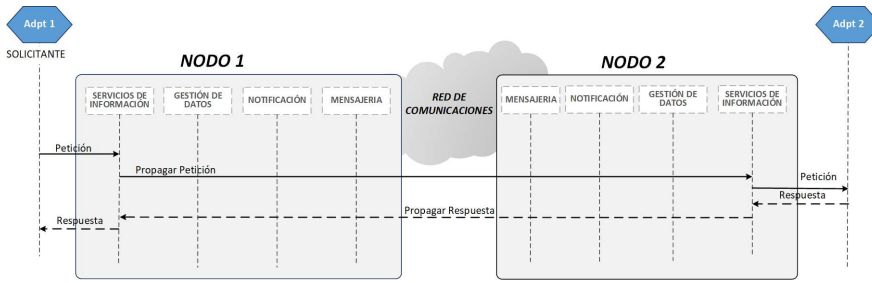 Adpt 1
Adpt 2
SOLICITANTE
NODO 1
NODO 2
RED DE
COMUNICACIONES
SERVICIOS DE
INFORMACIÓN
GESTIÓN DE
DATOS
NOTIFICACIÓN
MENSAJERIA
MENSAJERIA
NOTIFICACIÓN
GESTIÓN DE
DATOS
SERVICIOS DE
INFORMACIÓN
Petición
Propagar Petición
Petición
Respuesta
Propagar Respuesta
Respuesta